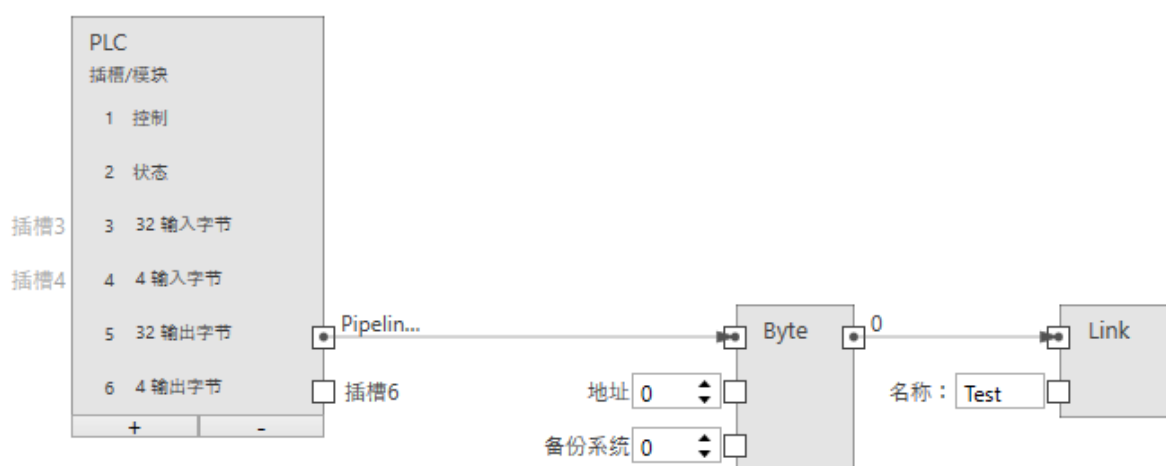 PLC
插槽/模块
1 控制
2 状态
插槽3 3 32 输入字节
插槽4 4 4 输入字节
5 32 输出字节 Pipelin... Byte 0 Link
6 4 输出字节 插槽6 地址 0 名称： Test
+ -
备份系统 0